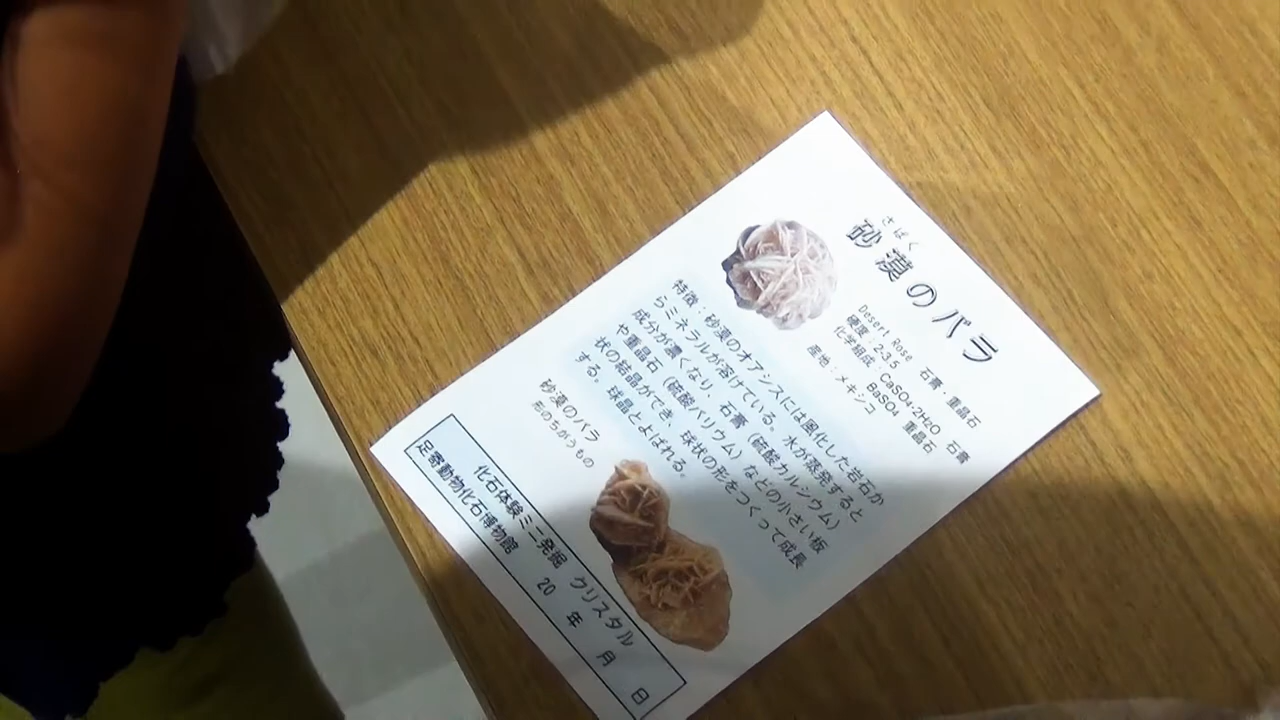 さばく
砂漠のバラ
Desert Rose 石膏・重晶石
硬度：2-3.5
化学組成：CaSO₄・2H₂O 石膏
BaSO₄ 重晶石
産地：メキシコ
特徴：砂漠のオアシスには風化した岩石か
らミネラルが溶けている。水が蒸発すると
成分が濃くなり、石膏（硫酸カルシウム）
や重晶石（硫酸バリウム）などの小さい板
状の結晶ができ、球状の形をつくって成長
する。球晶とよばれる。
砂漠のバラ
形のちがうもの
化石体験ミニ発掘 クリスタル
足寄動物化石博物館 20 年 月 日